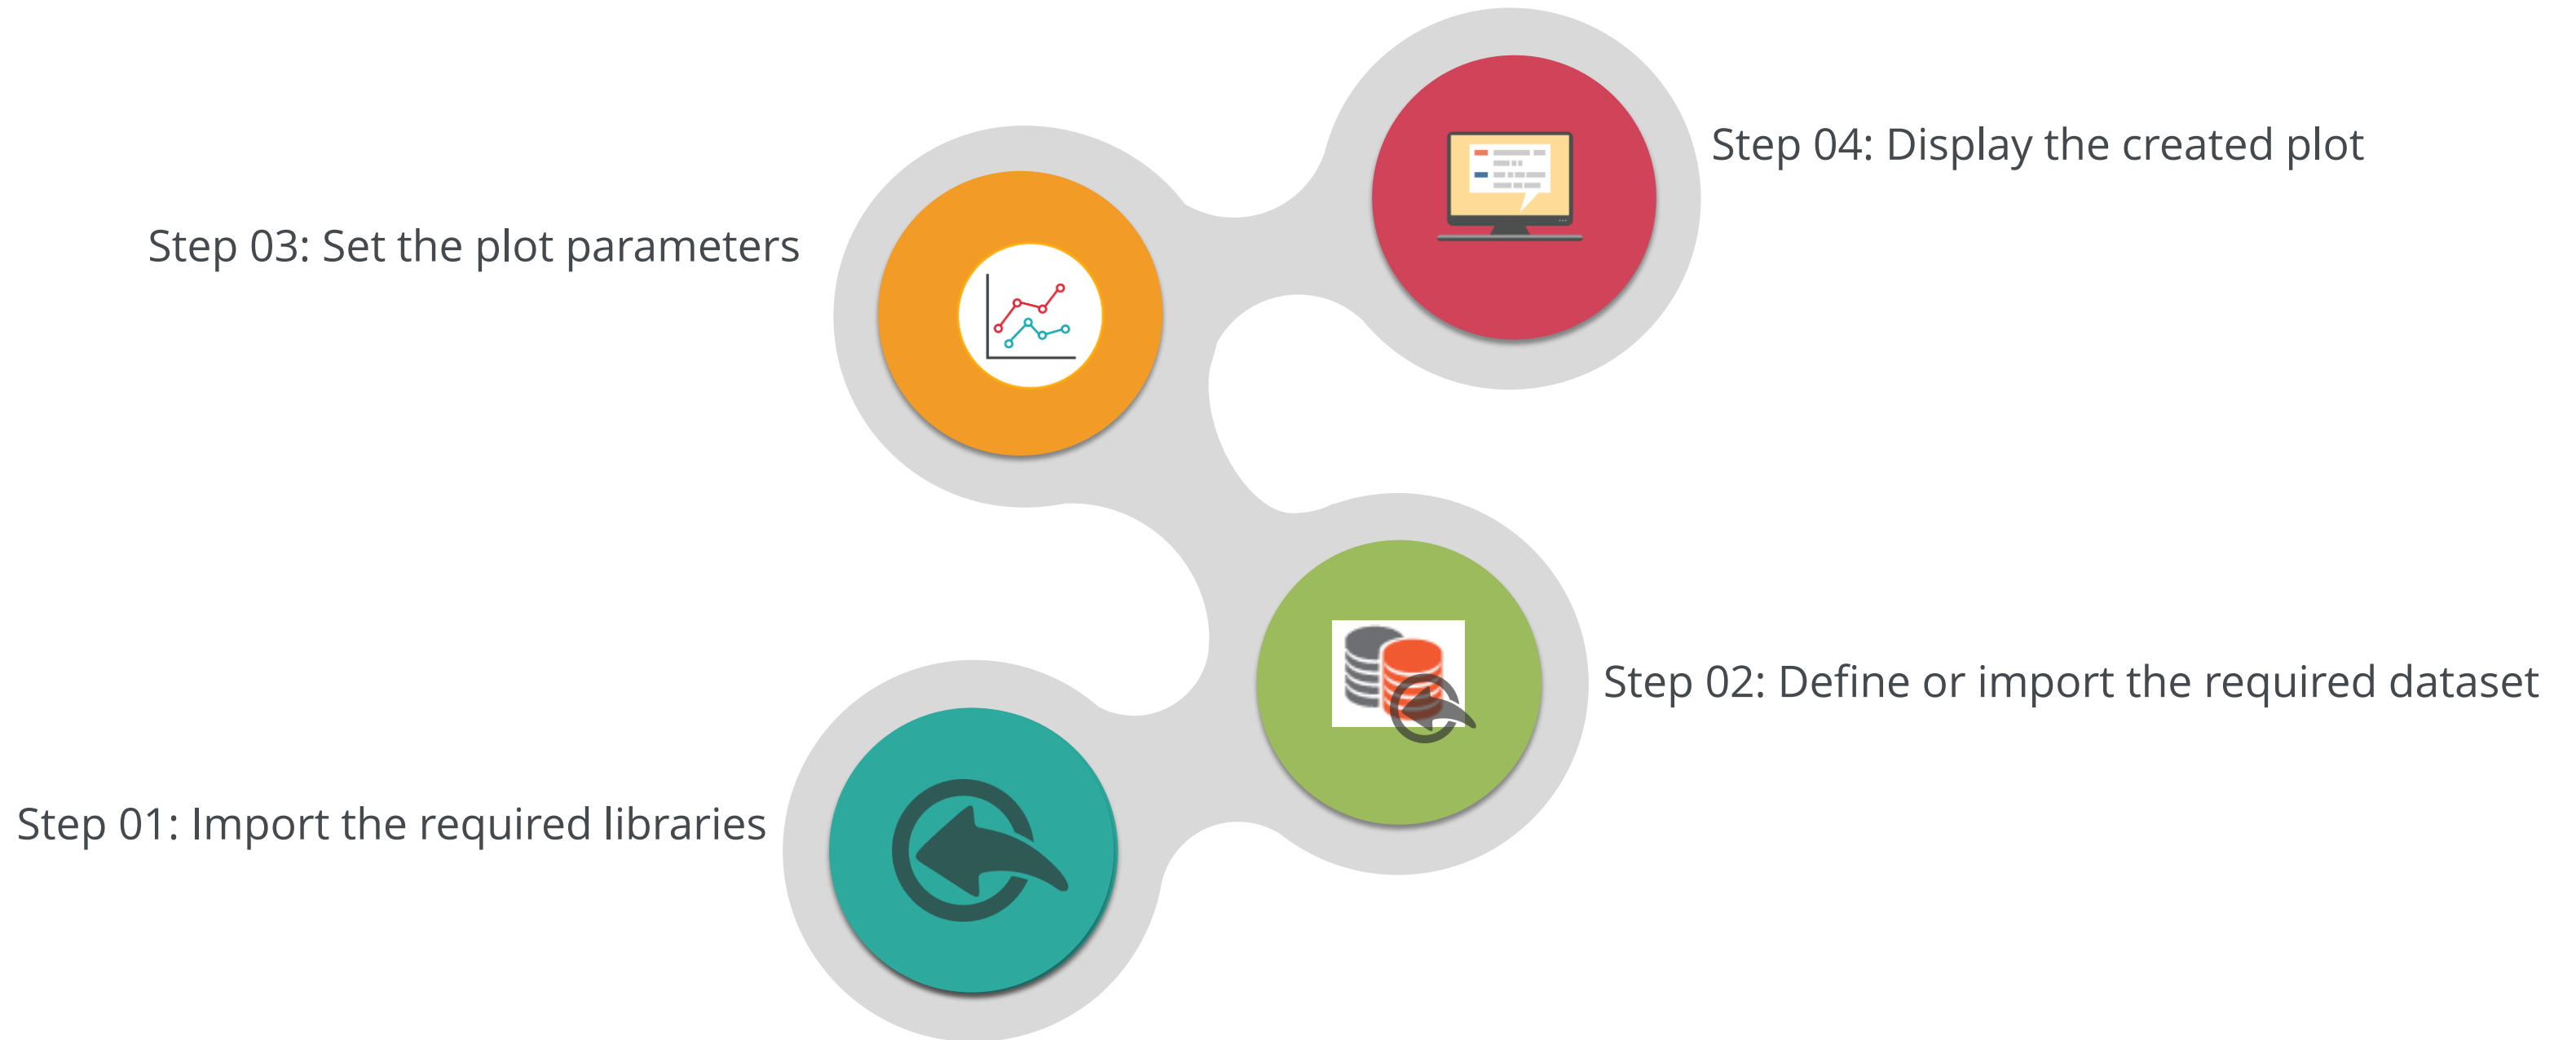 Step 04: Display the created plot
Step 03: Set the plot parameters
Step 02: Define or import the required dataset
Step 01: Import the required libraries